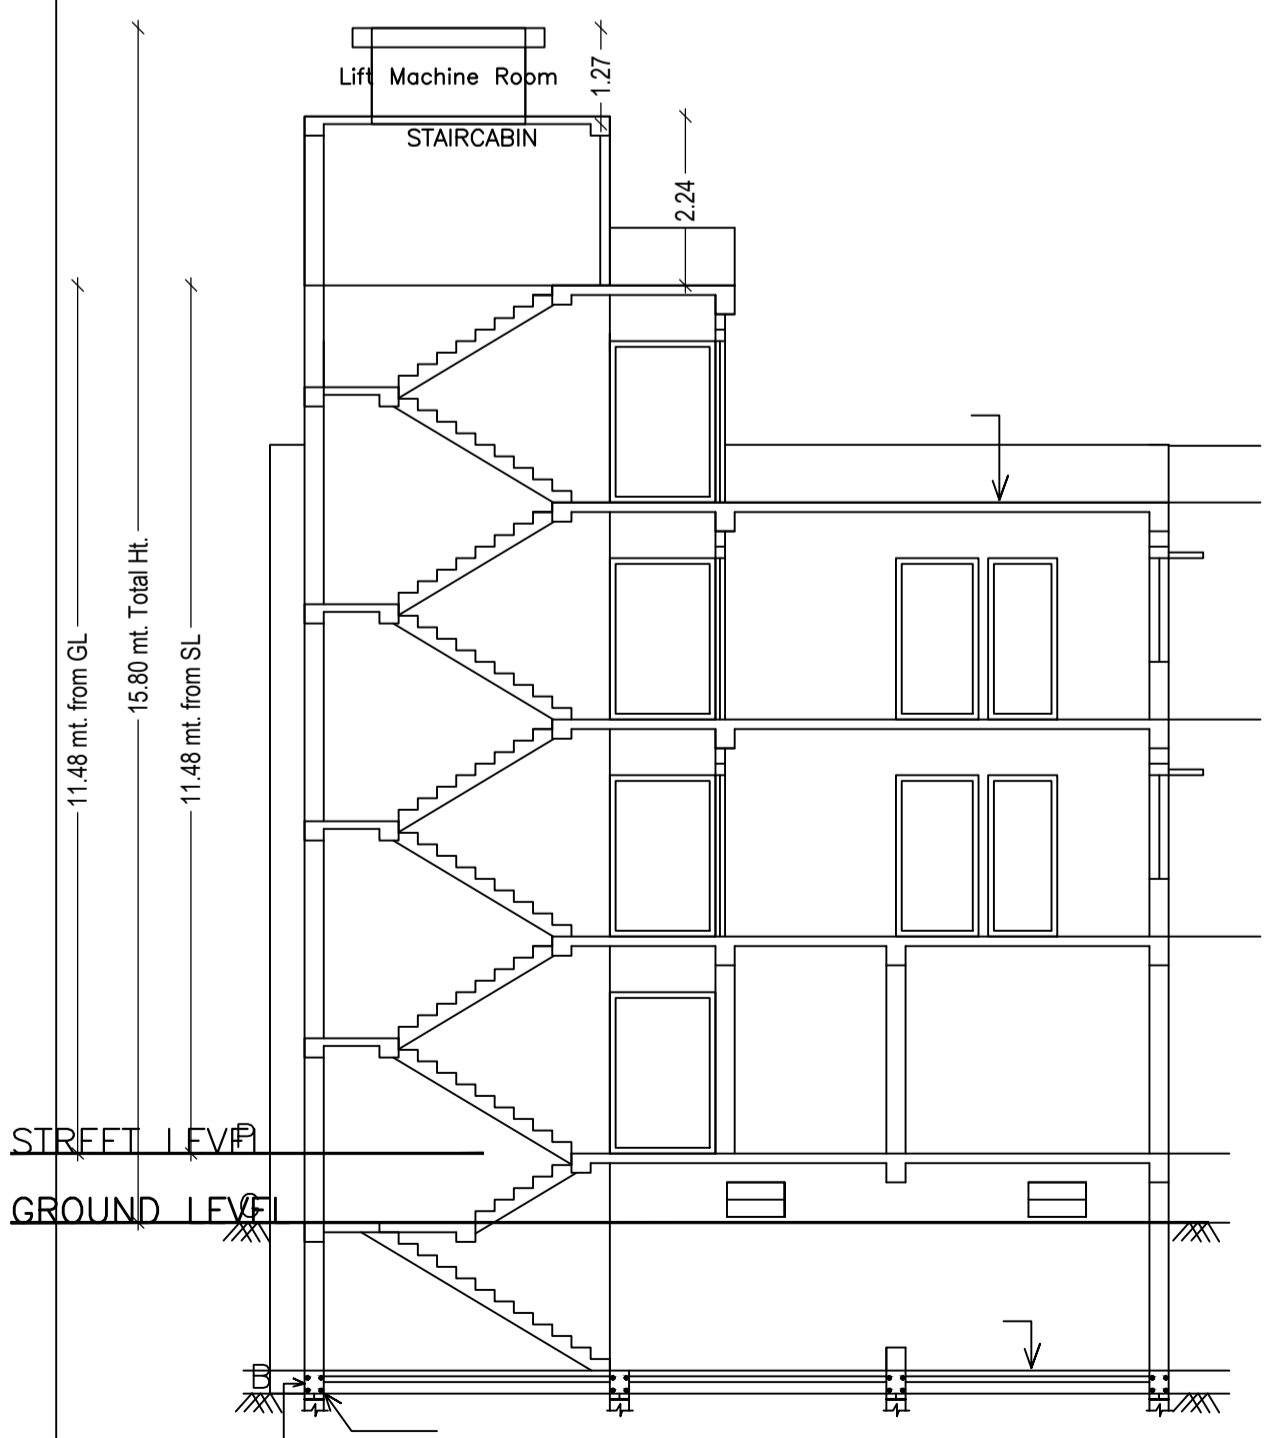 Lift Machine Room
STAIRCABIN
1.27
2.24
11.48 mt. from GL
15.80 mt. Total Ht.
11.48 mt. from SL
STREET LEVEL
P
GROUND LEVEL
G
B